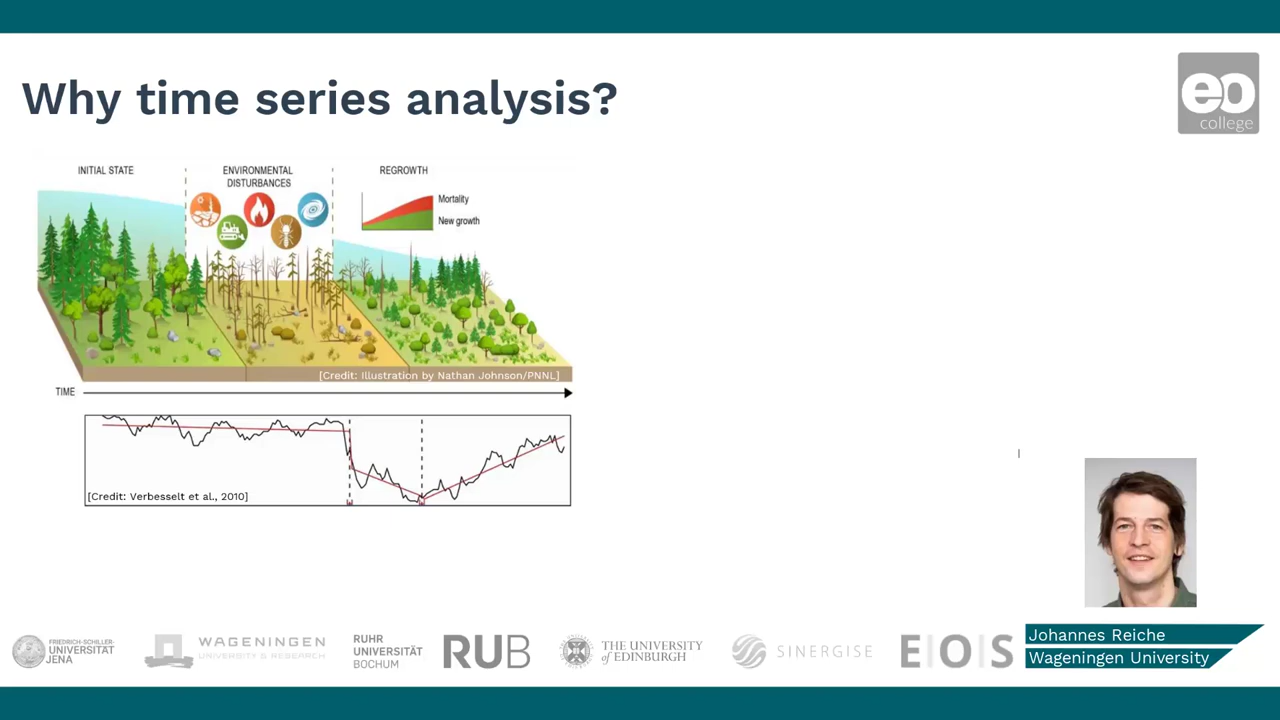 Why time series analysis?
eo
college
INITIAL STATE
ENVIRONMENTAL
DISTURBANCES
REGROWTH
Mortality
New growth
[Credit: Illustration by Nathan Johnson/PNNL]
TIME
[Credit: Verbesselt et al., 2010]
FRIEDRICH-SCHILLER-
UNIVERSITÄT
JENA
WAGENINGEN
UNIVERSITY & RESEARCH
RUHR
UNIVERSITÄT
BOCHUM
RUB
THE UNIVERSITY
of EDINBURGH
SINERGISE
E|O|S
Johannes Reiche
Wageningen University